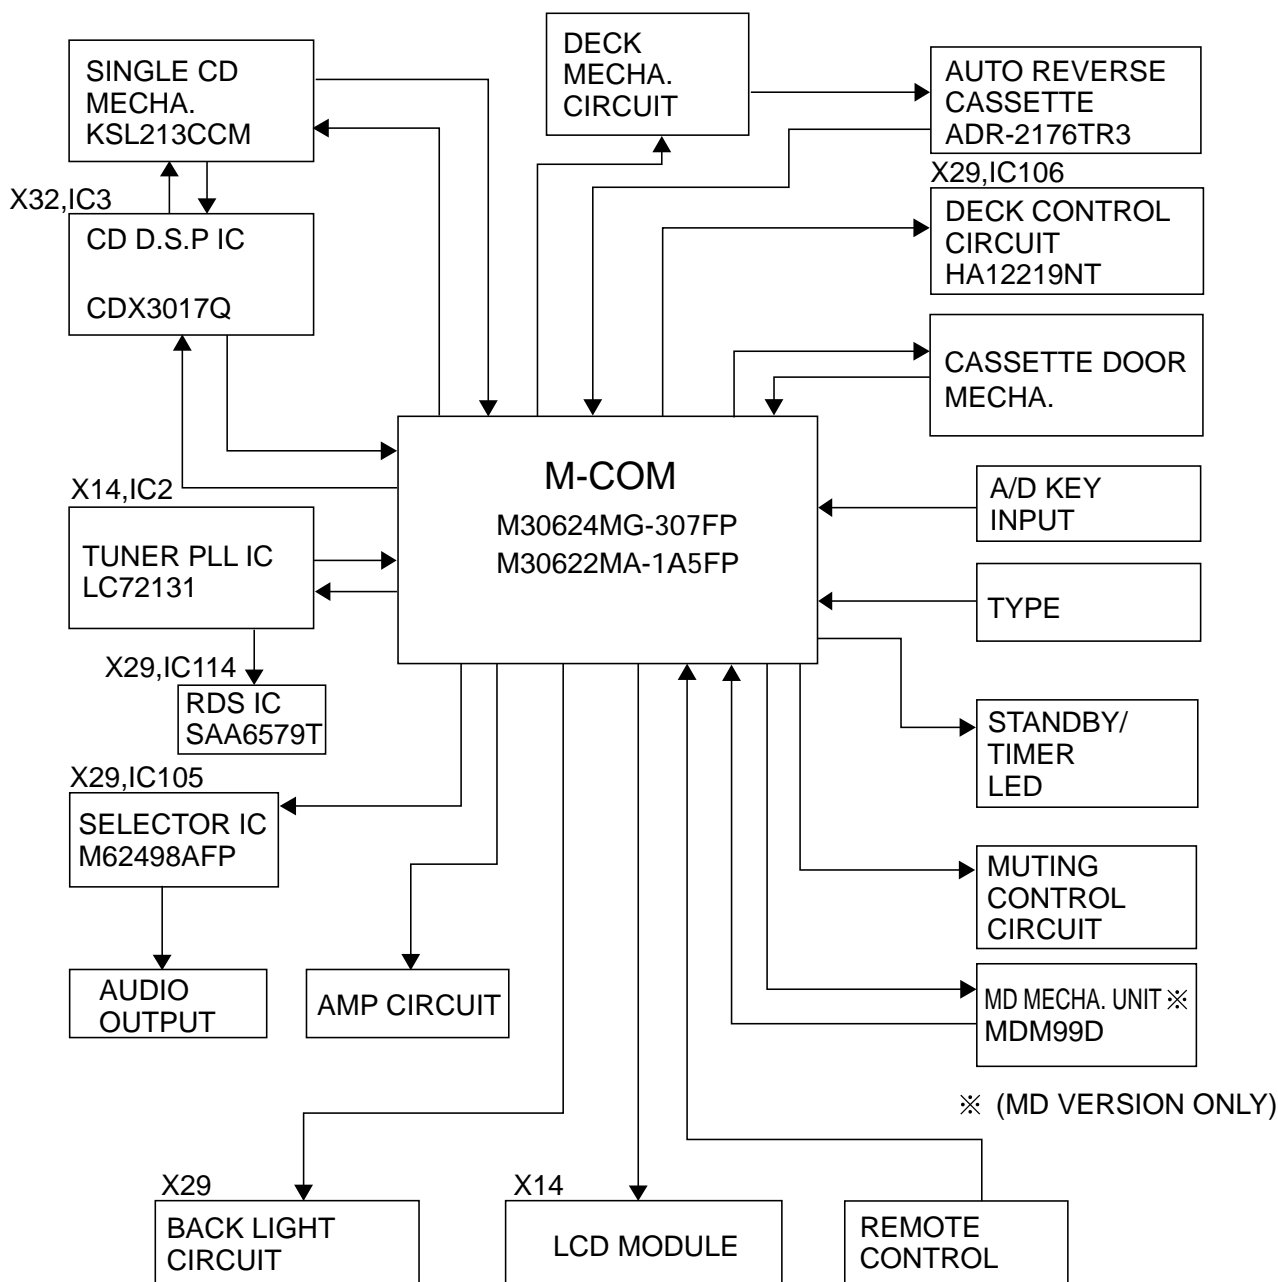 SINGLE CD
MECHA.
KSL213CCM
X32,IC3
CD D.S.P IC
CDX3017Q
DECK
MECHA.
CIRCUIT
AUTO REVERSE
CASSETTE
ADR-2176TR3
X29,IC106
DECK CONTROL
CIRCUIT
HA12219NT
CASSETTE DOOR
MECHA.
M-COM
M30624MG-307FP
M30622MA-1A5FP
X14,IC2
TUNER PLL IC
LC72131
X29,IC114
RDS IC
SAA6579T
X29,IC105
SELECTOR IC
M62498AFP
AUDIO
OUTPUT
AMP CIRCUIT
A/D KEY
INPUT
TYPE
STANDBY/
TIMER
LED
MUTING
CONTROL
CIRCUIT
MD MECHA. UNIT ※
MDM99D
※ (MD VERSION ONLY)
X29
BACK LIGHT
CIRCUIT
X14
LCD MODULE
REMOTE
CONTROL